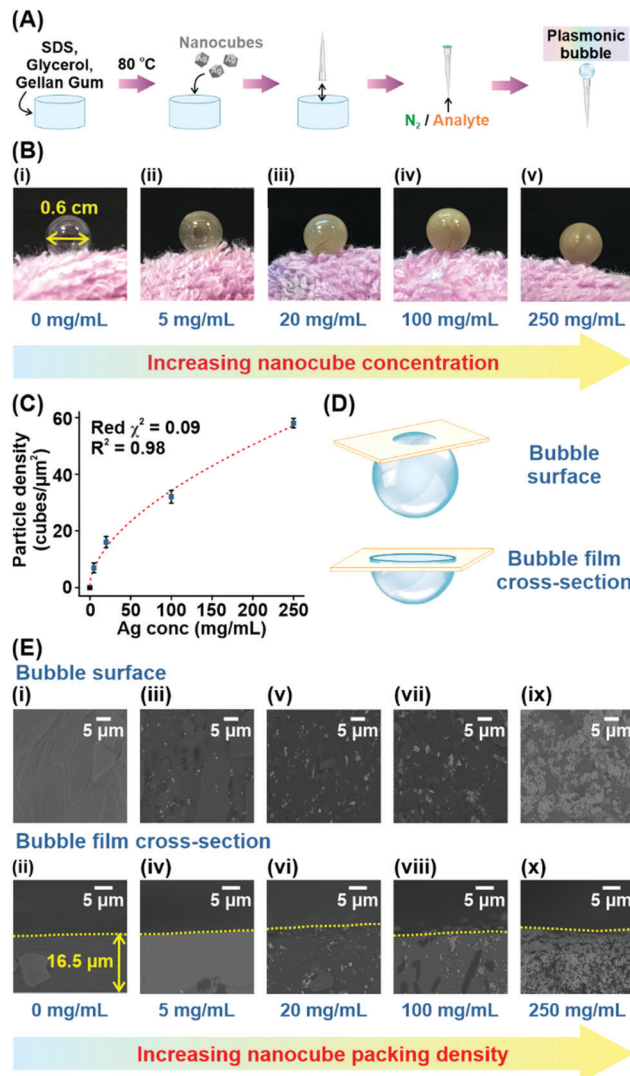 (A)
SDS,
Glycerol,
Gellan Gum
80 °C
Nanocubes
Ag
Ag
Ag
N₂ / Analyte
Plasmonic
bubble
(B)
(i)
(ii)
(iii)
(iv)
(v)
0.6 cm
0 mg/mL
5 mg/mL
20 mg/mL
100 mg/mL
250 mg/mL
Increasing nanocube concentration
(C)
Red χ² = 0.09
R² = 0.98
Particle density
(cubes/μm²)
60
40
20
0
0 50 100 150 200 250
Ag conc (mg/mL)
(D)
Bubble
surface
Bubble film
cross-section
(E)
Bubble surface
(i)
(iii)
(v)
(vii)
(ix)
5 μm
5 μm
5 μm
5 μm
5 μm
Bubble film cross-section
(ii)
(iv)
(vi)
(viii)
(x)
5 μm
5 μm
5 μm
5 μm
5 μm
16.5 μm
0 mg/mL
5 mg/mL
20 mg/mL
100 mg/mL
250 mg/mL
Increasing nanocube packing density